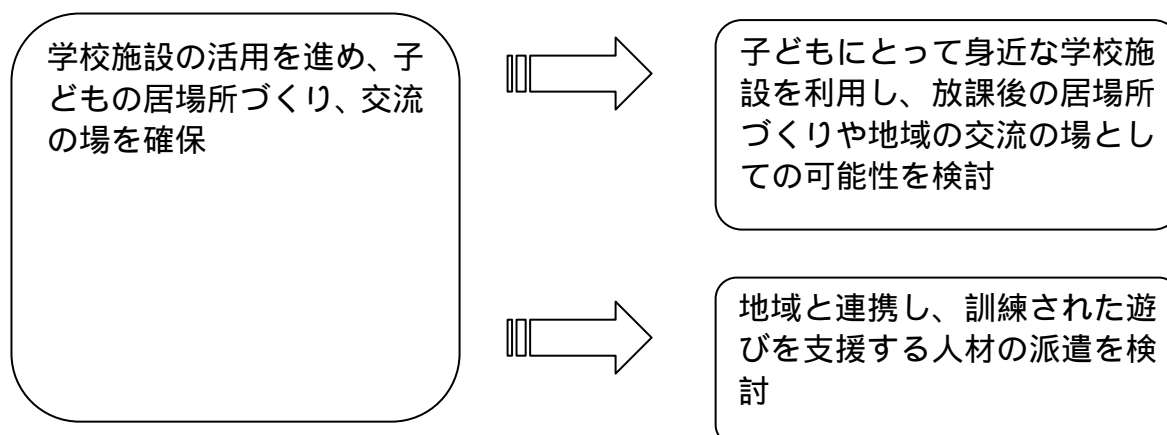 学校施設の活用を進め、子
どもの居場所づくり、交流
の場を確保
子どもにとって身近な学校施
設を利用し、放課後の居場所
づくりや地域の交流の場とし
ての可能性を検討
地域と連携し、訓練された遊
びを支援する人材の派遣を検
討